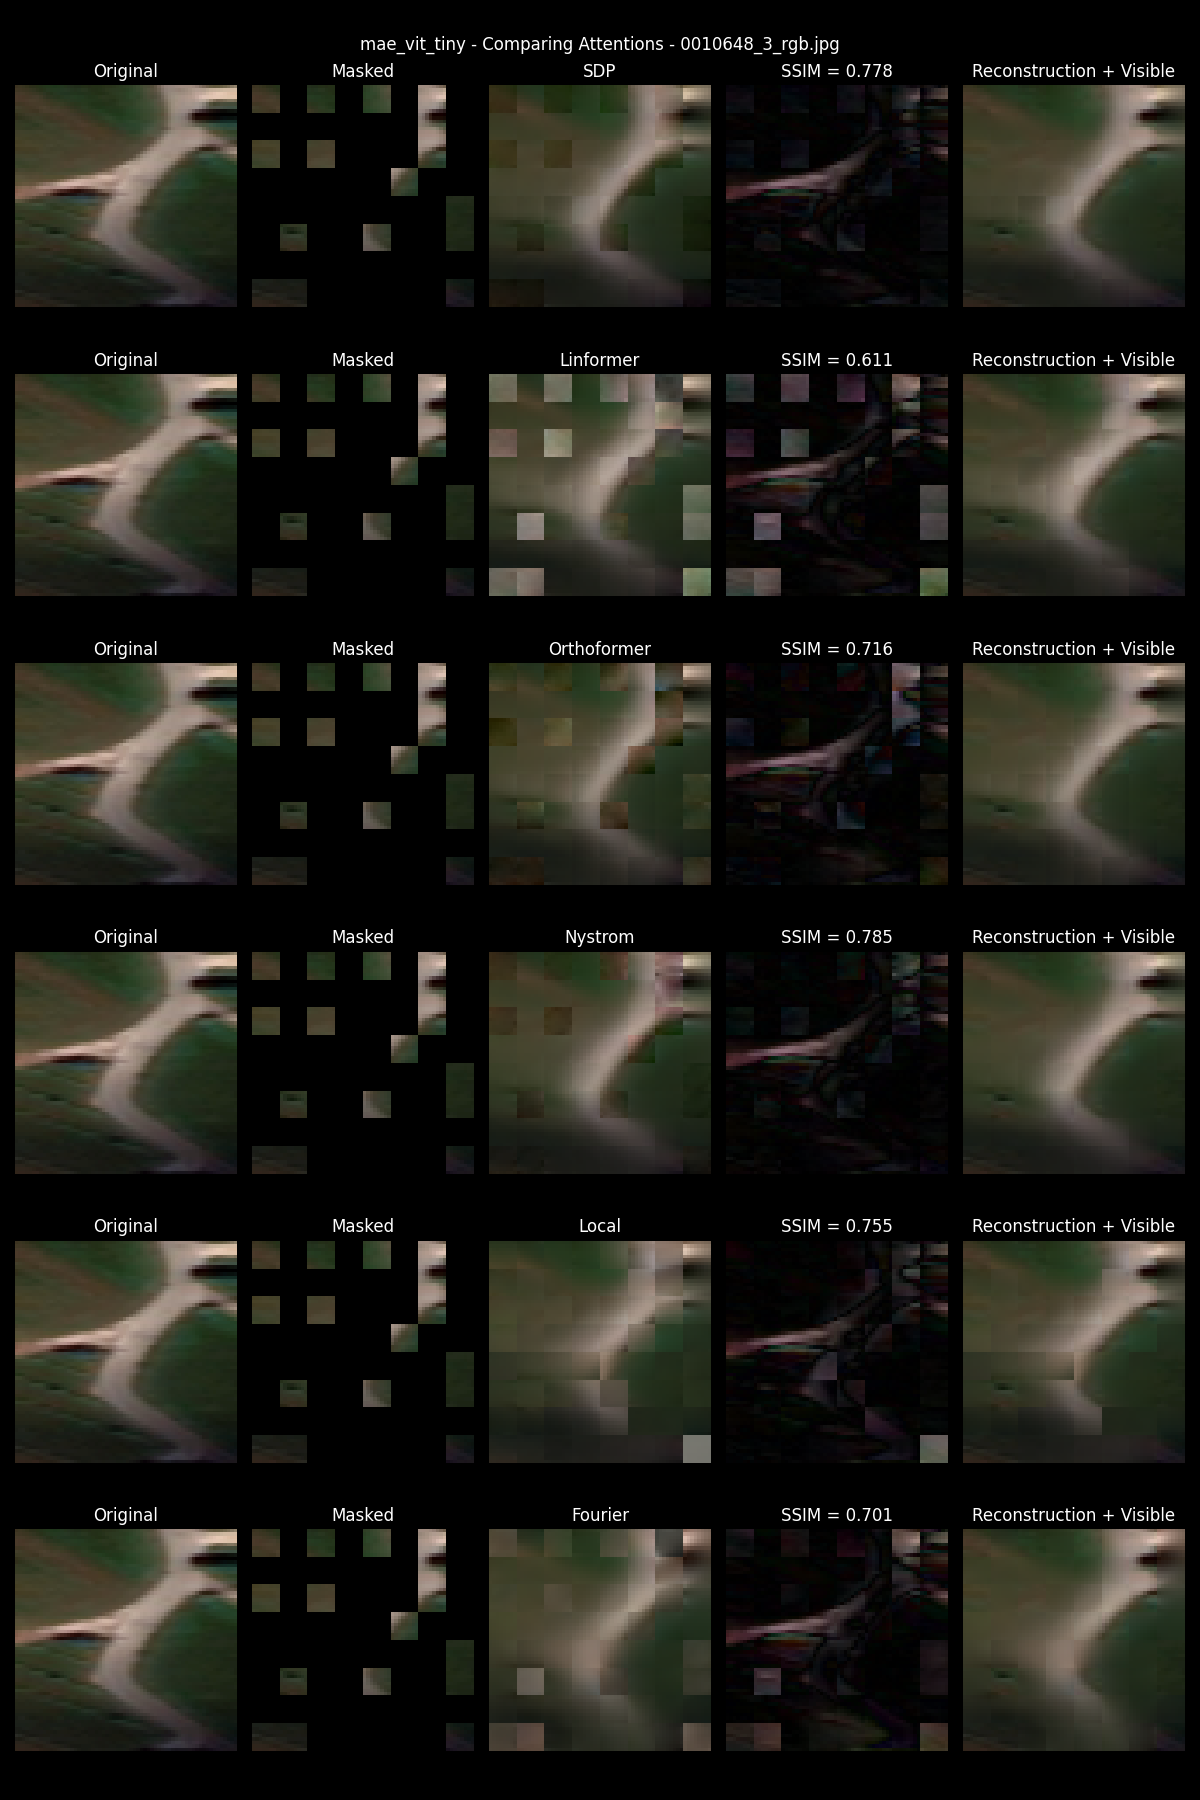 mae_vit_tiny - Comparing Attentions - 0010648_3_rgb.jpg
Original Masked SDP SSIM = 0.778 Reconstruction + Visible
Original Masked Linformer SSIM = 0.611 Reconstruction + Visible
Original Masked Orthoformer SSIM = 0.716 Reconstruction + Visible
Original Masked Nystrom SSIM = 0.785 Reconstruction + Visible
Original Masked Local SSIM = 0.755 Reconstruction + Visible
Original Masked Fourier SSIM = 0.701 Reconstruction + Visible